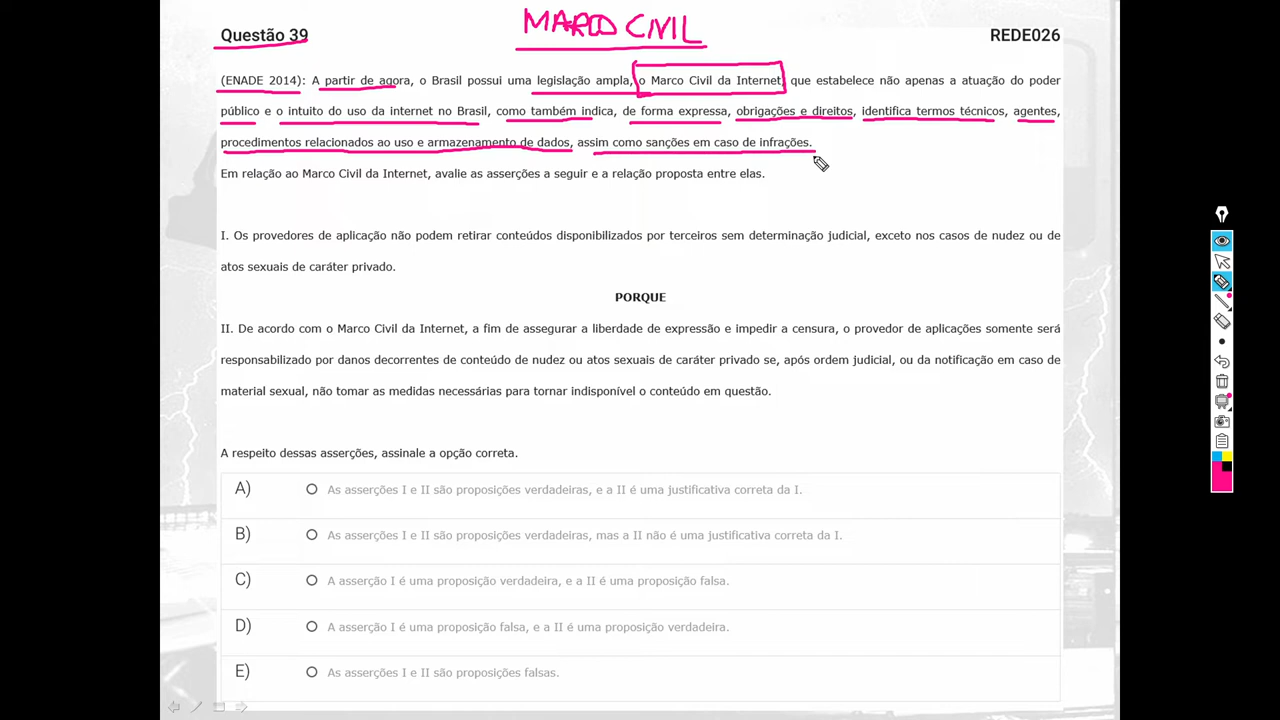 MARCO CIVIL
Questão 39
REDE026
(ENADE 2014): A partir de agora, o Brasil possui uma legislação ampla, o Marco Civil da Internet, que estabelece não apenas a atuação do poder
público e o intuito do uso da internet no Brasil, como também indica, de forma expressa, obrigações e direitos, identifica termos técnicos, agentes,
procedimentos relacionados ao uso e armazenamento de dados, assim como sanções em caso de infrações.
Em relação ao Marco Civil da Internet, avalie as asserções a seguir e a relação proposta entre elas.
I. Os provedores de aplicação não podem retirar conteúdos disponibilizados por terceiros sem determinação judicial, exceto nos casos de nudez ou de
atos sexuais de caráter privado.
PORQUE
II. De acordo com o Marco Civil da Internet, a fim de assegurar a liberdade de expressão e impedir a censura, o provedor de aplicações somente será
responsabilizado por danos decorrentes de conteúdo de nudez ou atos sexuais de caráter privado se, após ordem judicial, ou da notificação em caso de
material sexual, não tomar as medidas necessárias para tornar indisponível o conteúdo em questão.
A respeito dessas asserções, assinale a opção correta.
A) As asserções I e II são proposições verdadeiras, e a II é uma justificativa correta da I.
B) As asserções I e II são proposições verdadeiras, mas a II não é uma justificativa correta da I.
C) A asserção I é uma proposição verdadeira, e a II é uma proposição falsa.
D) A asserção I é uma proposição falsa, e a II é uma proposição verdadeira.
E) As asserções I e II são proposições falsas.